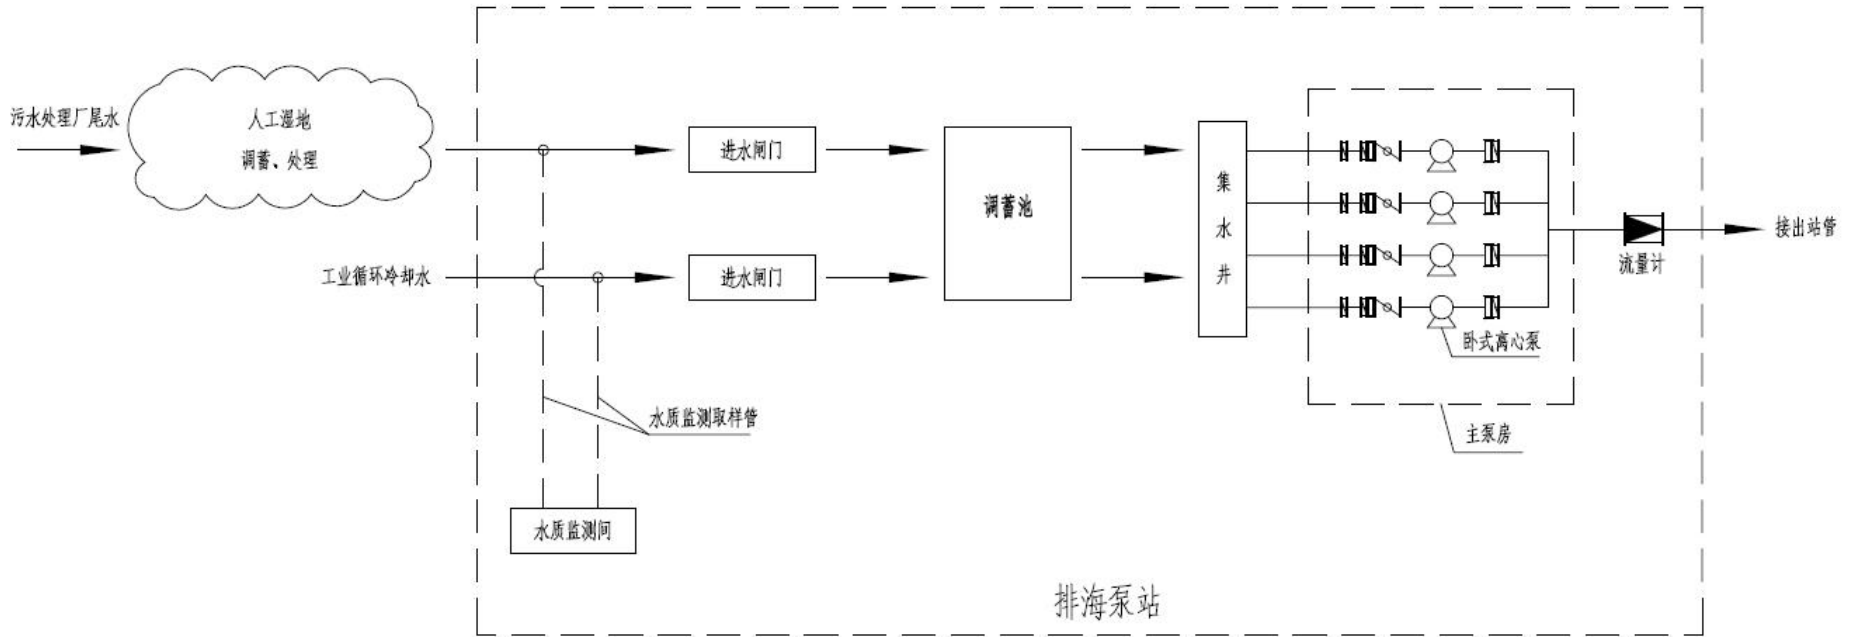 污水处理厂尾水
人工湿地
调蓄、处理
进水闸门
调蓄池
集水井
接出站管
流量计
工业循环冷却水
进水闸门
卧式离心泵
水质监测取样管
主泵房
水质监测间
排海泵站